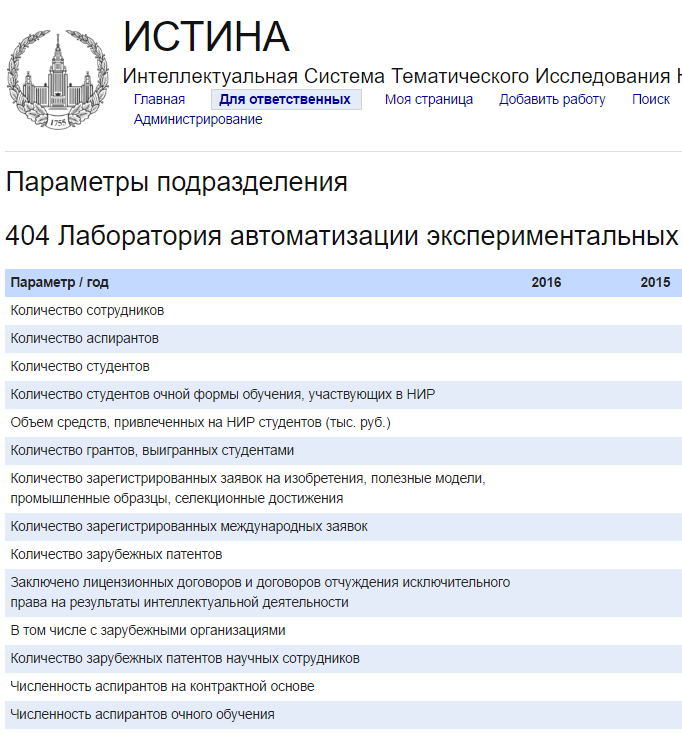 ИСТИНА
Интеллектуальная Система Тематического Исследования
Главная Для ответственных Моя страница Добавить работу Поиск
Администрирование
1755
Параметры подразделения
404 Лаборатория автоматизации экспериментальных
Параметр / год 2016 2015
Количество сотрудников
Количество аспирантов
Количество студентов
Количество студентов очной формы обучения, участвующих в НИР
Объем средств, привлеченных на НИР студентов (тыс. руб.)
Количество грантов, выигранных студентами
Количество зарегистрированных заявок на изобретения, полезные модели,
промышленные образцы, селекционные достижения
Количество зарегистрированных международных заявок
Количество зарубежных патентов
Заключено лицензионных договоров и договоров отчуждения исключительного
права на результаты интеллектуальной деятельности
В том числе с зарубежными организациями
Количество зарубежных патентов научных сотрудников
Численность аспирантов на контрактной основе
Численность аспирантов очного обучения